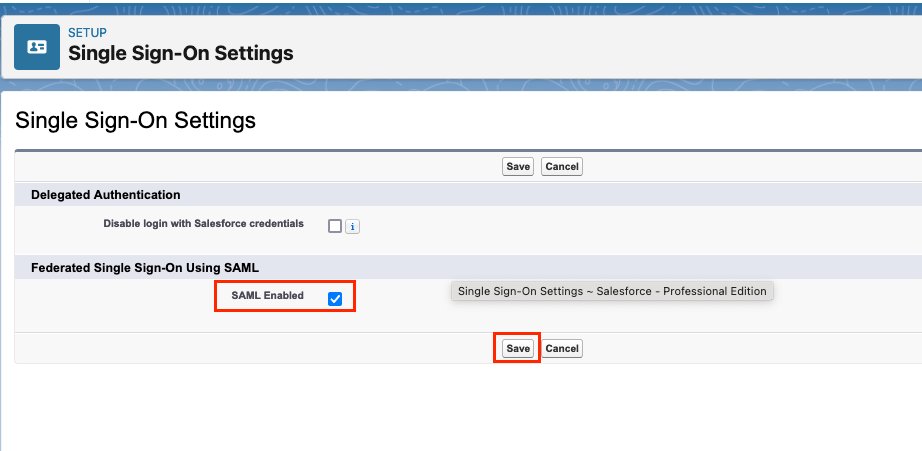 SETUP
Single Sign-On Settings
Single Sign-On Settings
Save Cancel
Delegated Authentication
Disable login with Salesforce credentials i
Federated Single Sign-On Using SAML
SAML Enabled
Single Sign-On Settings ~ Salesforce - Professional Edition
Save Cancel